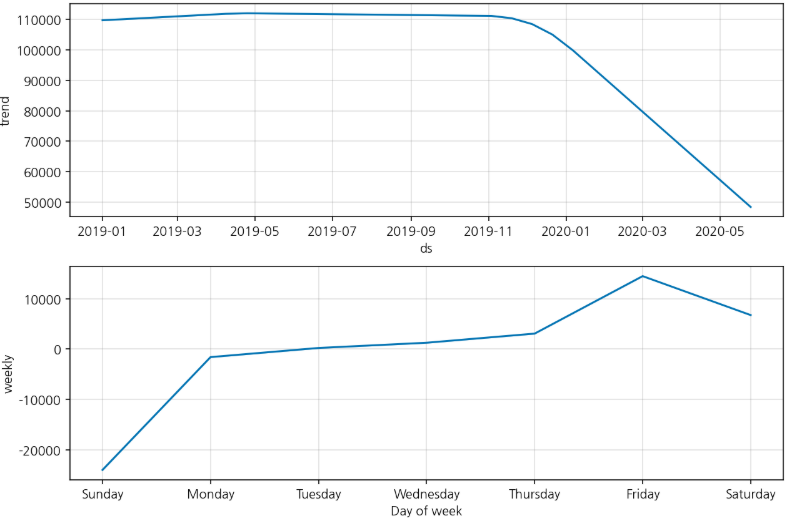 110000
100000
90000
80000
70000
60000
50000
trend
2019-01 2019-03 2019-05 2019-07 2019-09 2019-11 2020-01 2020-03 2020-05
ds
10000
0
-10000
-20000
weekly
Sunday Monday Tuesday Wednesday Thursday Friday Saturday
Day of week